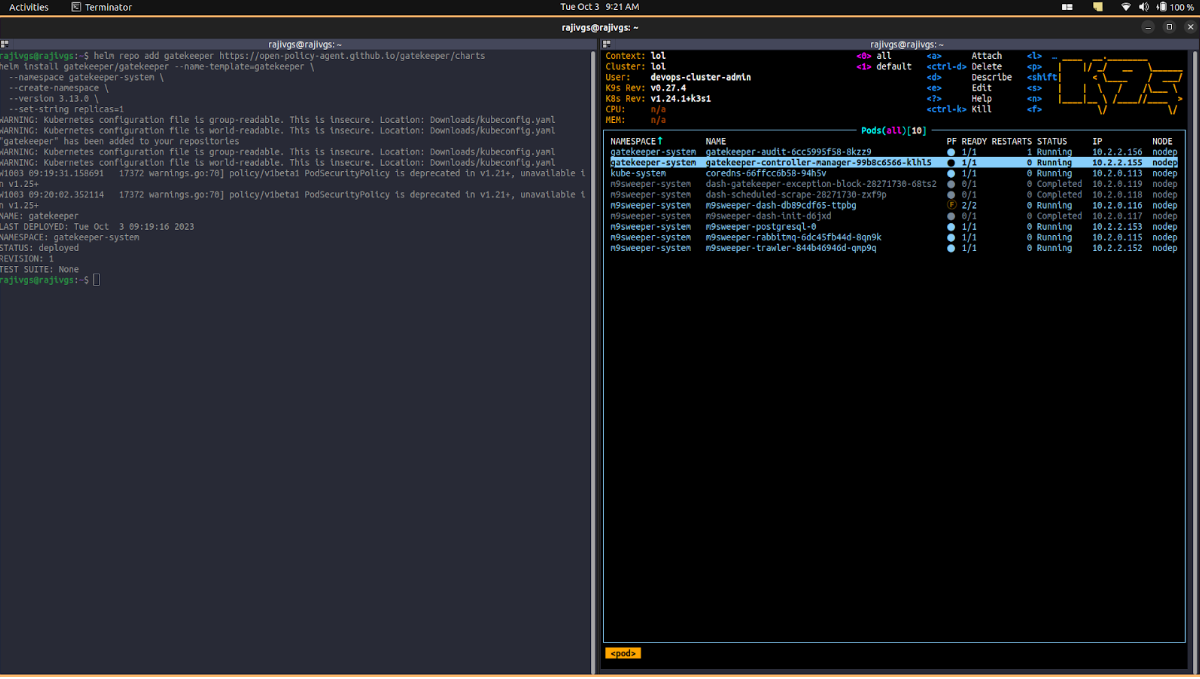 Activities Terminator Tue Oct 3 9:21 AM 100 %
rajivgs@rajivgs: ~
rajivgs@rajivgs: ~
rajivgs@rajivgs:~$ helm repo add gatekeeper https://open-policy-agent.github.io/gatekeeper/charts
helm install gatekeeper/gatekeeper --name-template=gatekeeper \
--namespace gatekeeper-system \
--create-namespace \
--version 3.13.0 \
--set-string replicas=1
WARNING: Kubernetes configuration file is group-readable. This is insecure. Location: Downloads/kubeconfig.yaml
WARNING: Kubernetes configuration file is world-readable. This is insecure. Location: Downloads/kubeconfig.yaml
"gatekeeper" has been added to your repositories
WARNING: Kubernetes configuration file is group-readable. This is insecure. Location: Downloads/kubeconfig.yaml
WARNING: Kubernetes configuration file is world-readable. This is insecure. Location: Downloads/kubeconfig.yaml
W1003 09:19:31.158691 17372 warnings.go:70] policy/v1beta1 PodSecurityPolicy is deprecated in v1.21+, unavailable i
n v1.25+
W1003 09:20:02.352114 17372 warnings.go:70] policy/v1beta1 PodSecurityPolicy is deprecated in v1.21+, unavailable i
n v1.25+
NAME: gatekeeper
LAST DEPLOYED: Tue Oct 3 09:19:16 2023
NAMESPACE: gatekeeper-system
STATUS: deployed
REVISION: 1
TEST SUITE: None
rajivgs@rajivgs:~$
rajivgs@rajivgs: ~
Context: lol <0> all <a> Attach <l> …
Cluster: lol <1> default <ctrl-d> Delete <p>
User: devops-cluster-admin <d> Describe <shift
K9s Rev: v0.27.4 <e> Edit <s>
K8s Rev: v1.24.1+k3s1 <?> Help <n>
CPU: n/a <ctrl-k> Kill <f>
MEM: n/a
Pods(all)[10]
NAMESPACE↑ NAME PF READY RESTARTS STATUS IP NODE
gatekeeper-system gatekeeper-audit-6cc5995f58-8kzz9 ● 1/1 1 Running 10.2.2.156 nodep
gatekeeper-system gatekeeper-controller-manager-99b8c6566-klhl5 ● 1/1 0 Running 10.2.2.155 nodep
kube-system coredns-66ffcc6b58-94h5v ● 1/1 0 Running 10.2.0.113 nodep
m9sweeper-system dash-gatekeeper-exception-block-28271730-68ts2 ● 0/1 0 Completed 10.2.0.119 nodep
m9sweeper-system dash-scheduled-scrape-28271730-zxf9p ● 0/1 0 Completed 10.2.0.118 nodep
m9sweeper-system m9sweeper-dash-db89cdf65-ttpbg Ⓕ 2/2 0 Running 10.2.0.116 nodep
m9sweeper-system m9sweeper-dash-init-d6jxd ● 0/1 0 Completed 10.2.0.117 nodep
m9sweeper-system m9sweeper-postgresql-0 ● 1/1 0 Running 10.2.2.153 nodep
m9sweeper-system m9sweeper-rabbitmq-6dc45fb44d-8qn9k ● 1/1 0 Running 10.2.0.115 nodep
m9sweeper-system m9sweeper-trawler-844b46946d-qmp9q ● 1/1 0 Running 10.2.2.152 nodep
<pod>